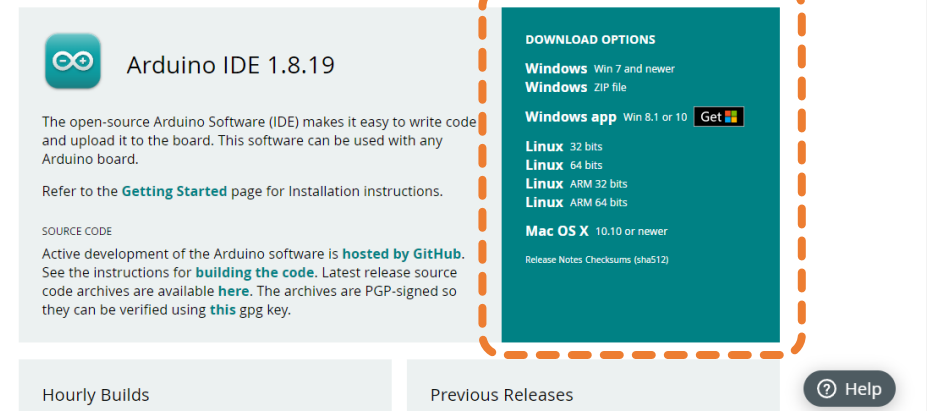 Arduino IDE 1.8.19
The open-source Arduino Software (IDE) makes it easy to write code
and upload it to the board. This software can be used with any
Arduino board.
Refer to the Getting Started page for Installation instructions.
SOURCE CODE
Active development of the Arduino software is hosted by GitHub.
See the instructions for building the code. Latest release source
code archives are available here. The archives are PGP-signed so
they can be verified using this gpg key.
DOWNLOAD OPTIONS
Windows Win 7 and newer
Windows ZIP file
Windows app Win 8.1 or 10 Get
Linux 32 bits
Linux 64 bits
Linux ARM 32 bits
Linux ARM 64 bits
Mac OS X 10.10 or newer
Release Notes Checksums (sha512)
Hourly Builds
Previous Releases
Help